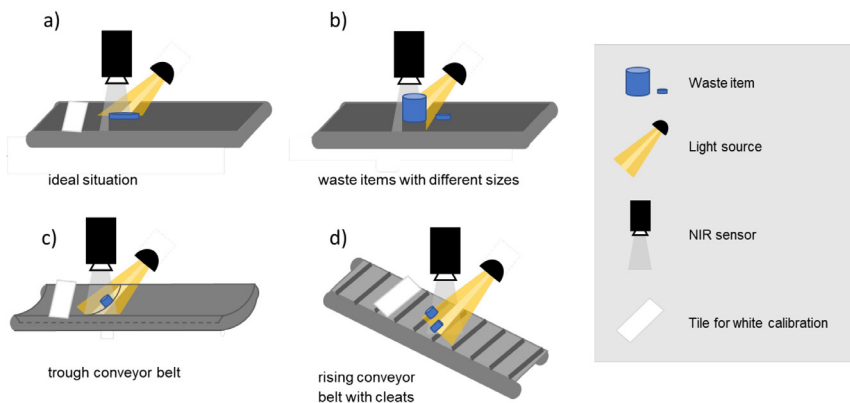 a)
ideal situation
b)
waste items with different sizes
c)
trough conveyor belt
d)
rising conveyor
belt with cleats
Waste item
Light source
NIR sensor
Tile for white calibration